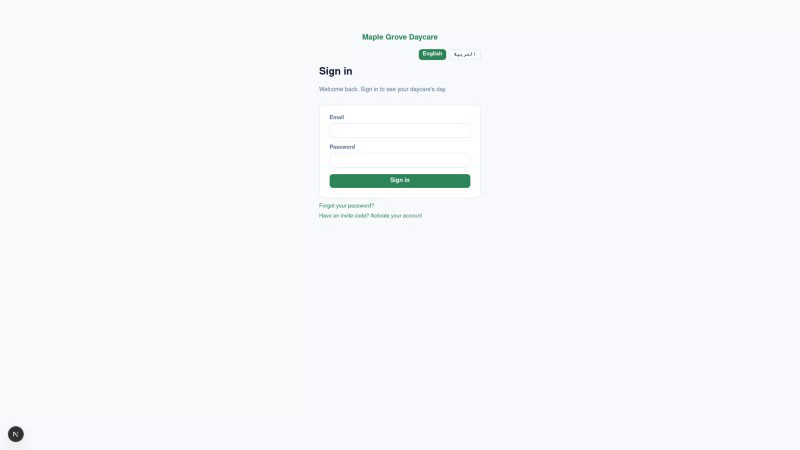 Maple Grove Daycare
English العربية
Sign in
Welcome back. Sign in to see your daycare's day.
Email
Password
Sign in
Forgot your password?
Have an invite code? Activate your account
N